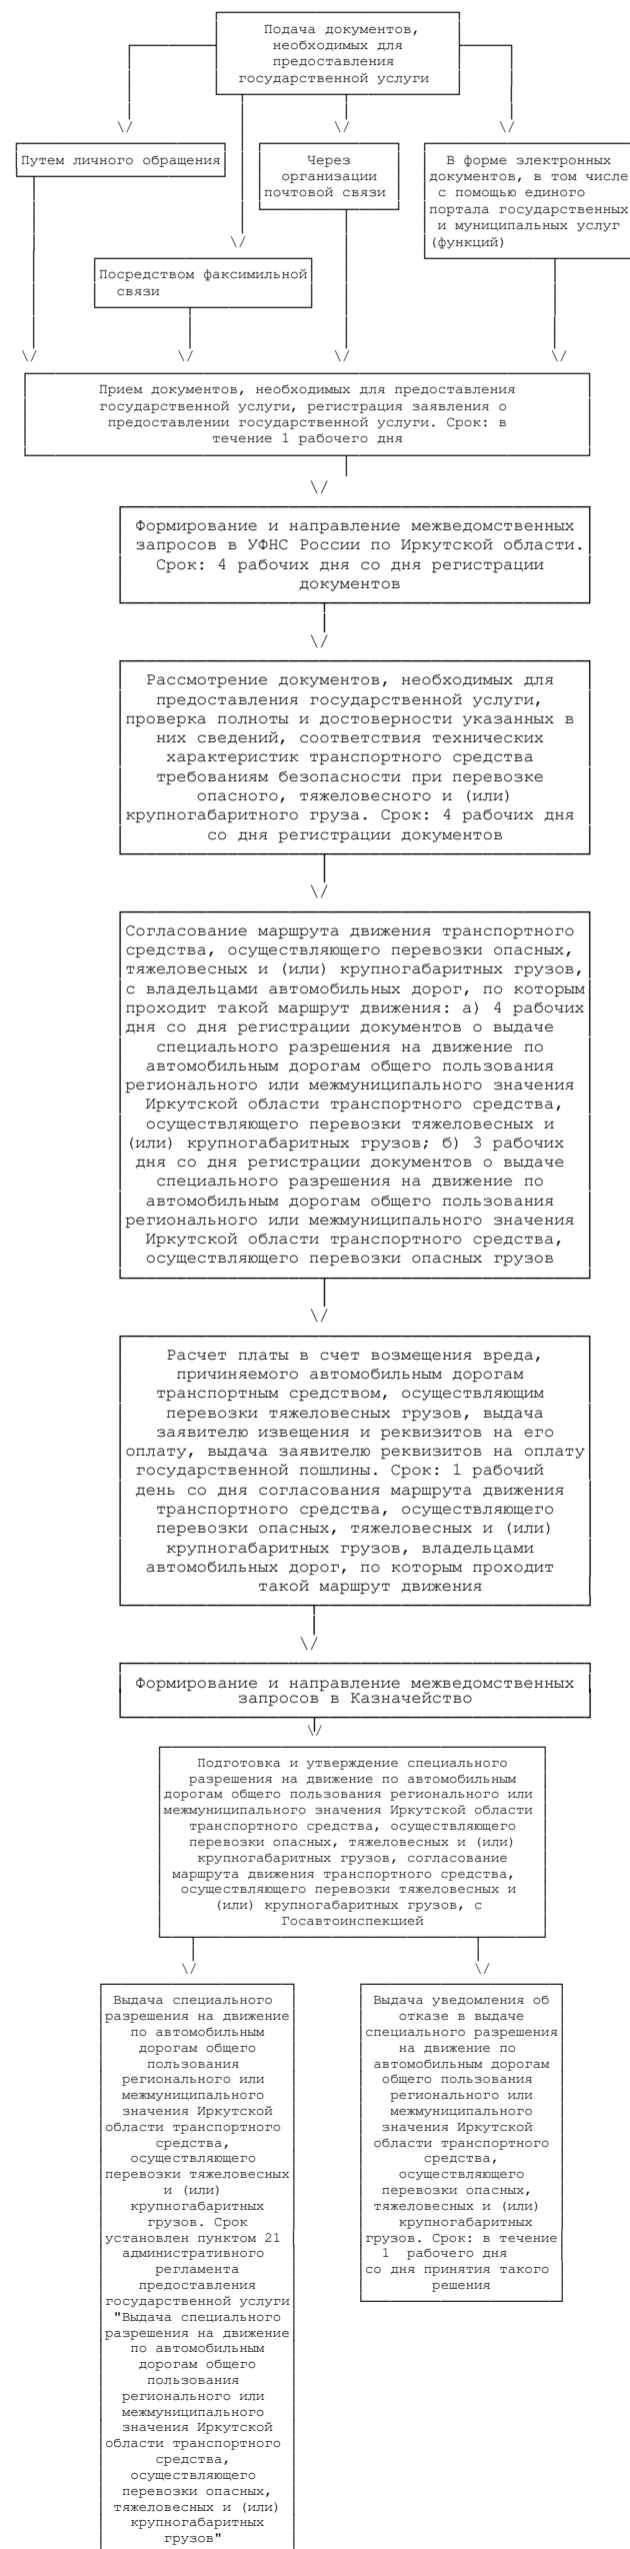 Подача документов,
необходимых для
предоставления
государственной услуги
Путем личного обращения
Через
организации
почтовой связи
В форме электронных
документов, в том числе
с помощью единого
портала государственных
и муниципальных услуг
(функций)
Посредством факсимильной
связи
Прием документов, необходимых для предоставления
государственной услуги, регистрация заявления о
предоставлении государственной услуги. Срок: в
течение 1 рабочего дня
Формирование и направление межведомственных
запросов в УФНС России по Иркутской области.
Срок: 4 рабочих дня со дня регистрации
документов
Рассмотрение документов, необходимых для
предоставления государственной услуги,
проверка полноты и достоверности указанных в
них сведений, соответствия технических
характеристик транспортного средства
требованиям безопасности при перевозке
опасного, тяжеловесного и (или)
крупногабаритного груза. Срок: 4 рабочих дня
со дня регистрации документов
Согласование маршрута движения транспортного
средства, осуществляющего перевозки опасных,
тяжеловесных и (или) крупногабаритных грузов,
с владельцами автомобильных дорог, по которым
проходит такой маршрут движения: а) 4 рабочих
дня со дня регистрации документов о выдаче
специального разрешения на движение по
автомобильным дорогам общего пользования
регионального или межмуниципального значения
Иркутской области транспортного средства,
осуществляющего перевозки тяжеловесных и
(или) крупногабаритных грузов; б) 3 рабочих
дня со дня регистрации документов о выдаче
специального разрешения на движение по
автомобильным дорогам общего пользования
регионального или межмуниципального значения
Иркутской области транспортного средства,
осуществляющего перевозки опасных грузов
Расчет платы в счет возмещения вреда,
причиняемого автомобильным дорогам
транспортным средством, осуществляющим
перевозки тяжеловесных грузов, выдача
заявителю извещения и реквизитов на его
оплату, выдача заявителю реквизитов на оплату
государственной пошлины. Срок: 1 рабочий
день со дня согласования маршрута движения
транспортного средства, осуществляющего
перевозки опасных, тяжеловесных и (или)
крупногабаритных грузов, владельцами
автомобильных дорог, по которым проходит
такой маршрут движения
Формирование и направление межведомственных
запросов в Казначейство
Подготовка и утверждение специального
разрешения на движение по автомобильным
дорогам общего пользования регионального или
межмуниципального значения Иркутской области
транспортного средства, осуществляющего
перевозки опасных, тяжеловесных и (или)
крупногабаритных грузов, согласование
маршрута движения транспортного средства,
осуществляющего перевозки тяжеловесных и
(или) крупногабаритных грузов, с
Госавтоинспекцией
Выдача специального
разрешения на движение
по автомобильным
дорогам общего
пользования
регионального или
межмуниципального
значения Иркутской
области транспортного
средства,
осуществляющего
перевозки тяжеловесных
и (или)
крупногабаритных
грузов. Срок
установлен пунктом 21
административного
регламента
предоставления
государственной услуги
"Выдача специального
разрешения на движение
по автомобильным
дорогам общего
пользования
регионального или
межмуниципального
значения Иркутской
области транспортного
средства,
осуществляющего
перевозки опасных,
тяжеловесных и (или)
крупногабаритных
грузов"
Выдача уведомления об
отказе в выдаче
специального разрешения
на движение по
автомобильным дорогам
общего пользования
регионального или
межмуниципального
значения Иркутской
области транспортного
средства,
осуществляющего
перевозки опасных,
тяжеловесных и (или)
крупногабаритных
грузов. Срок: в течение
1 рабочего дня
со дня принятия такого
решения